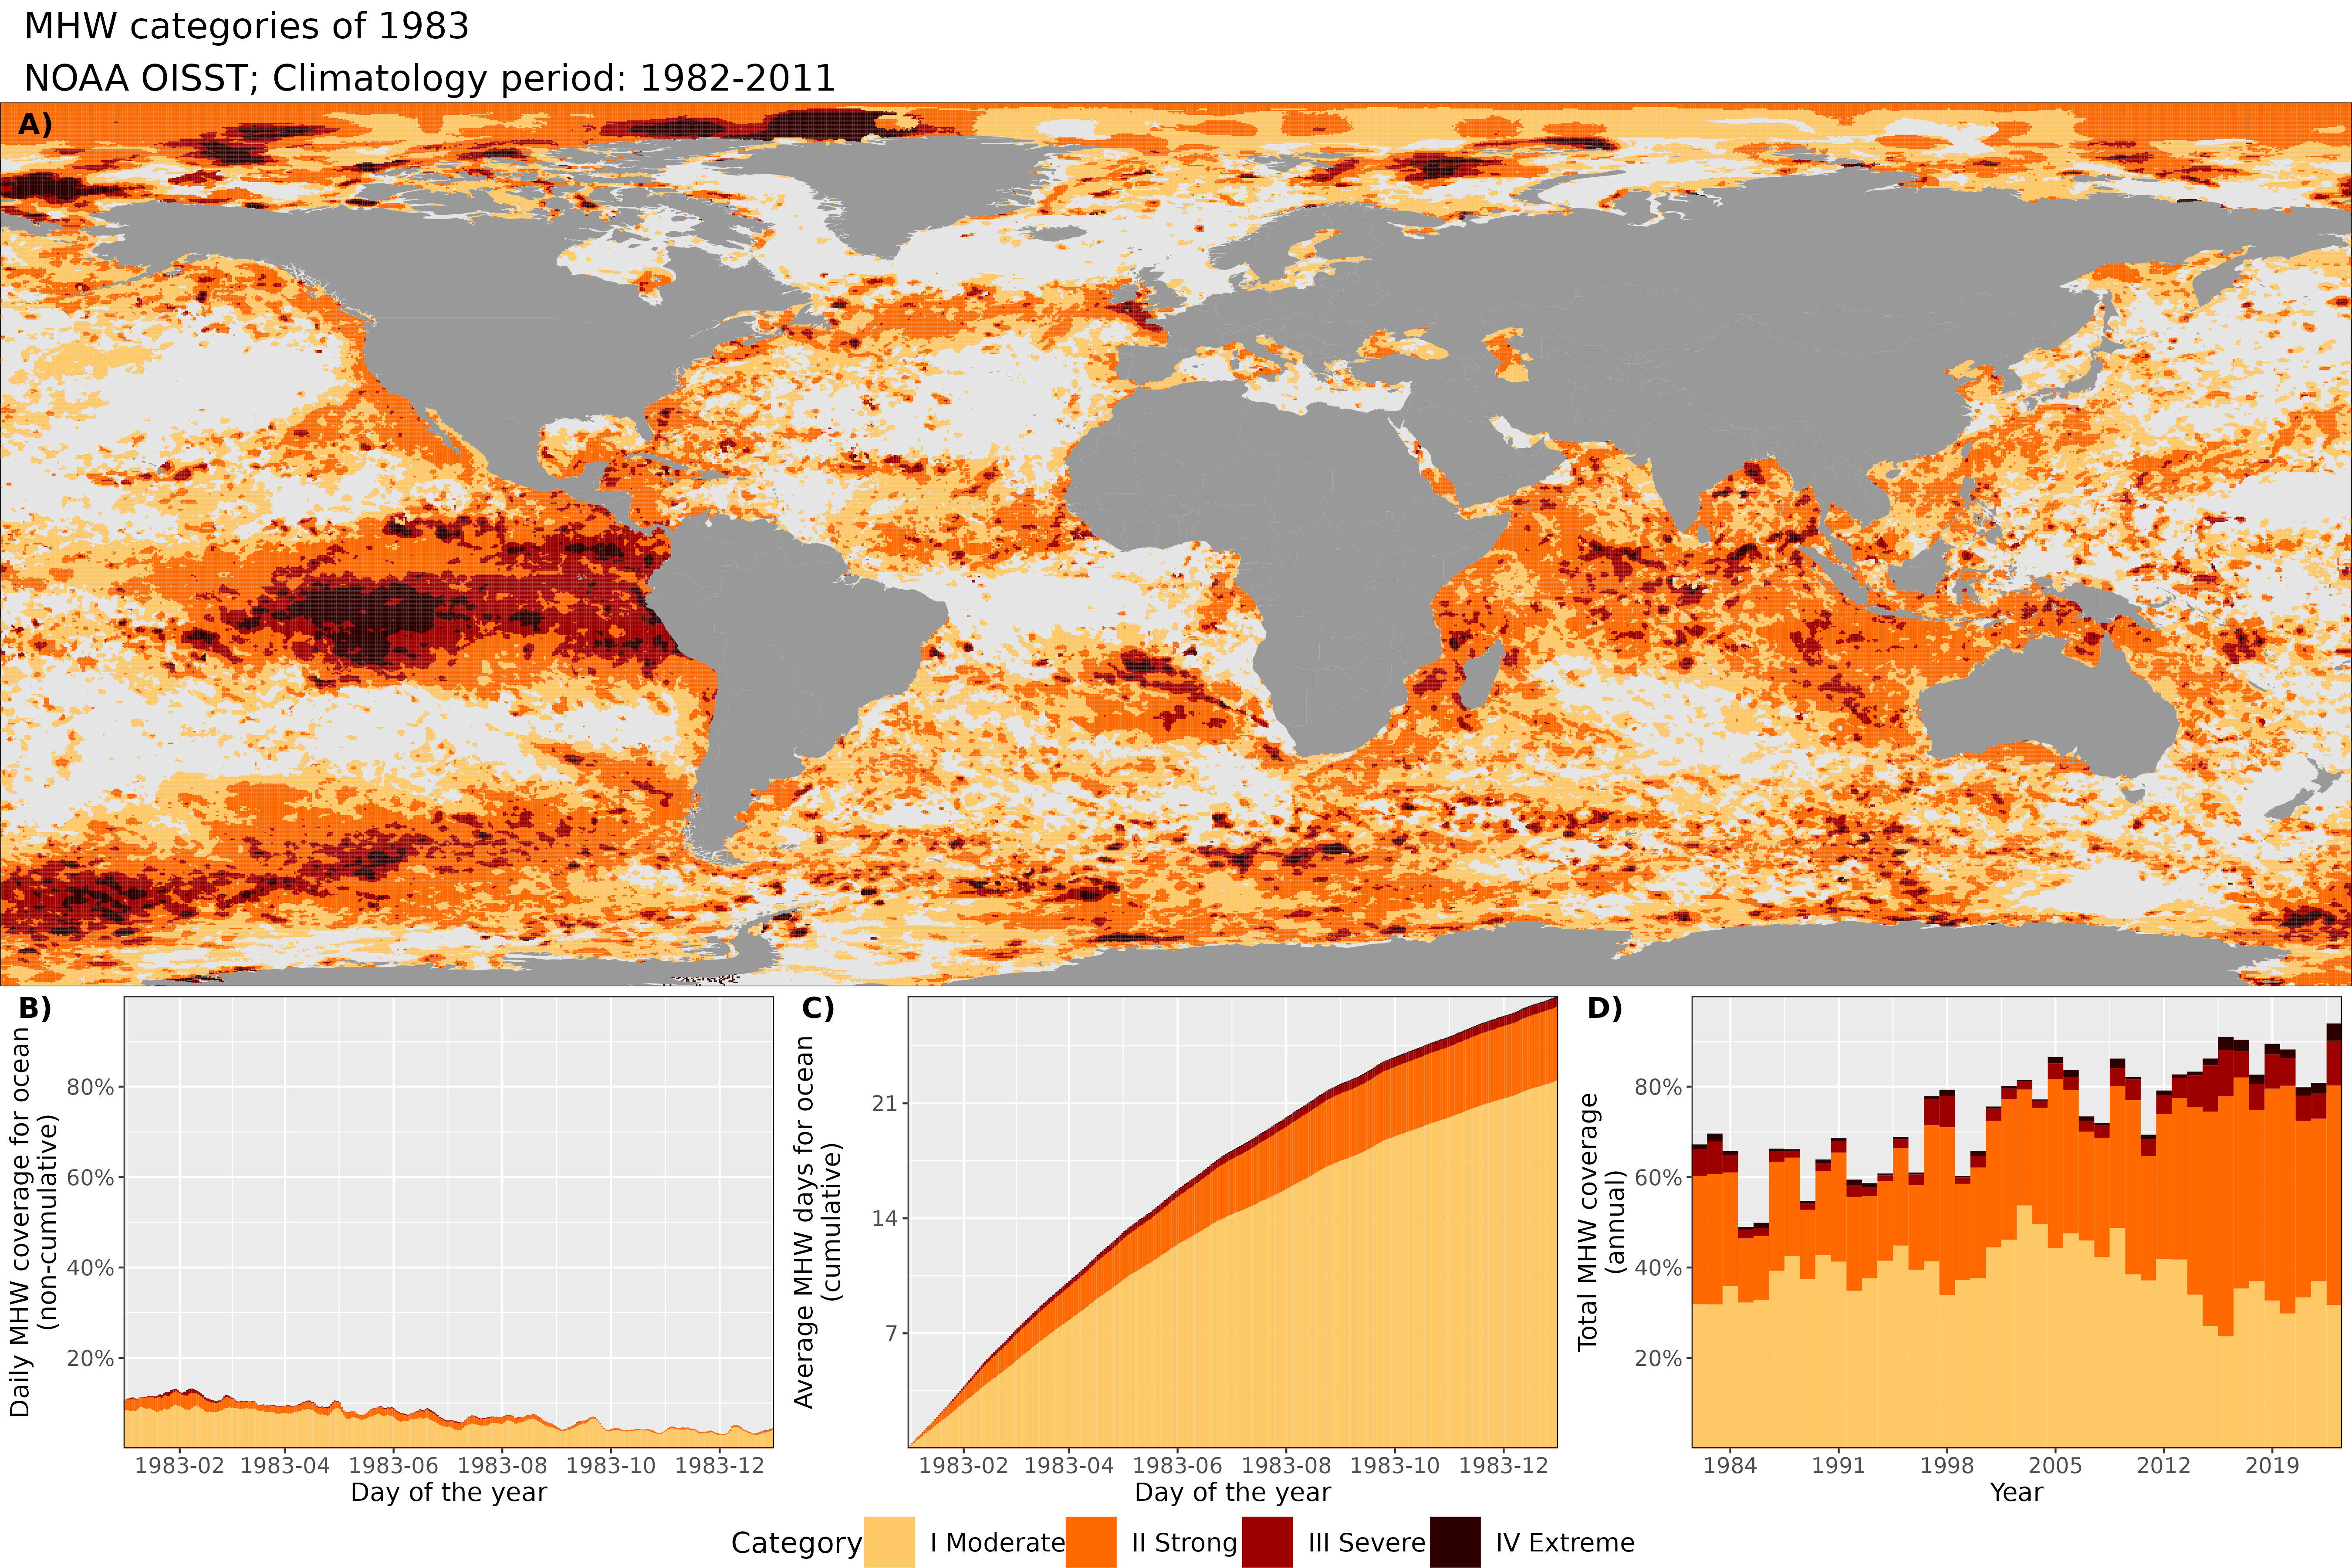 MHW categories of 1983
NOAA OISST; Climatology period: 1982-2011
A)
B)
Daily MHW coverage for ocean
(non-cumulative)
80%
60%
40%
20%
1983-02 1983-04 1983-06 1983-08 1983-10 1983-12
Day of the year
C)
Average MHW days for ocean
(cumulative)
21
14
7
1983-02 1983-04 1983-06 1983-08 1983-10 1983-12
Day of the year
D)
Total MHW coverage
(annual)
80%
60%
40%
20%
1984 1991 1998 2005 2012 2019
Year
Category I Moderate II Strong III Severe IV Extreme